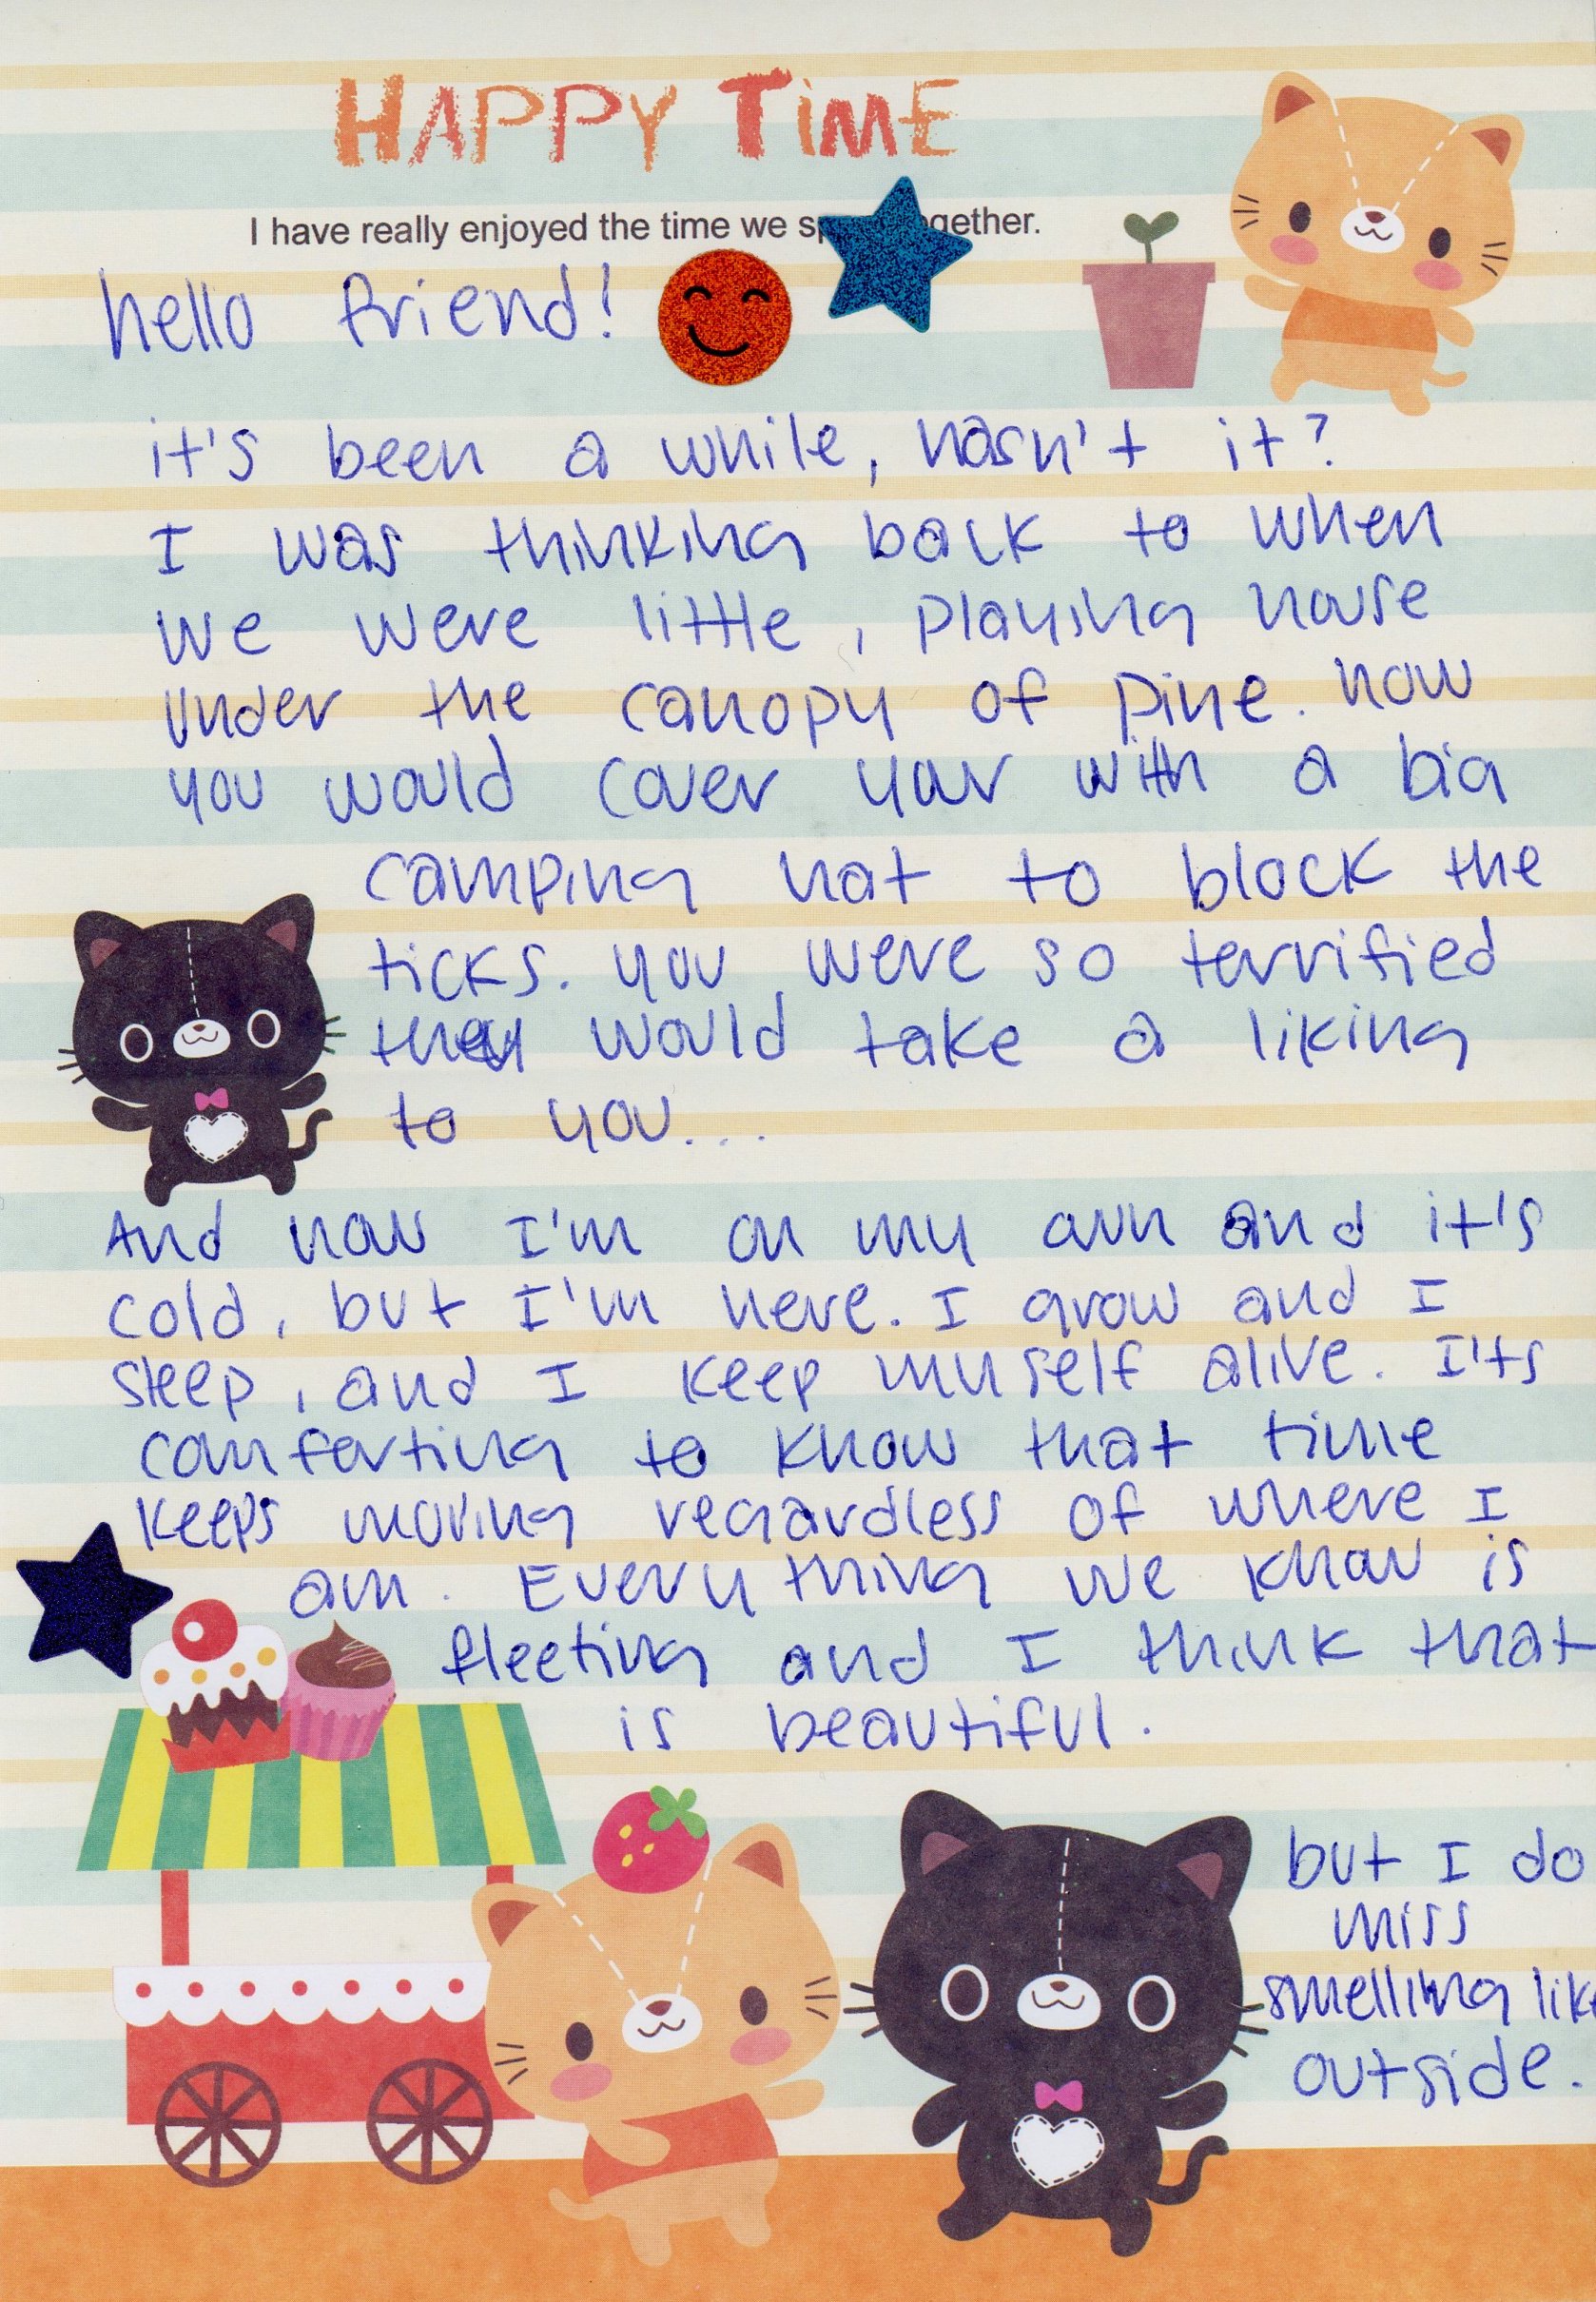 HAPPY TIME
I have really enjoyed the time we sp gether.
hello friend!
it's been a while, hasn't it?
I was thinking back to when
we were little, playing house
under the canopy of pine. how
you would cover your with a big
camping hat to block the
ticks. you were so terrified
they would take a liking
to you...
And now I'm on my own and it's
cold, but I'm here. I grow and I
sleep, and I keep myself alive. I'ts
comforting to know that time
keeps moving regardless of where I
am. Everything we know is
fleeting and I think that
is beautiful.
but I do
miss
smelling like
outside.